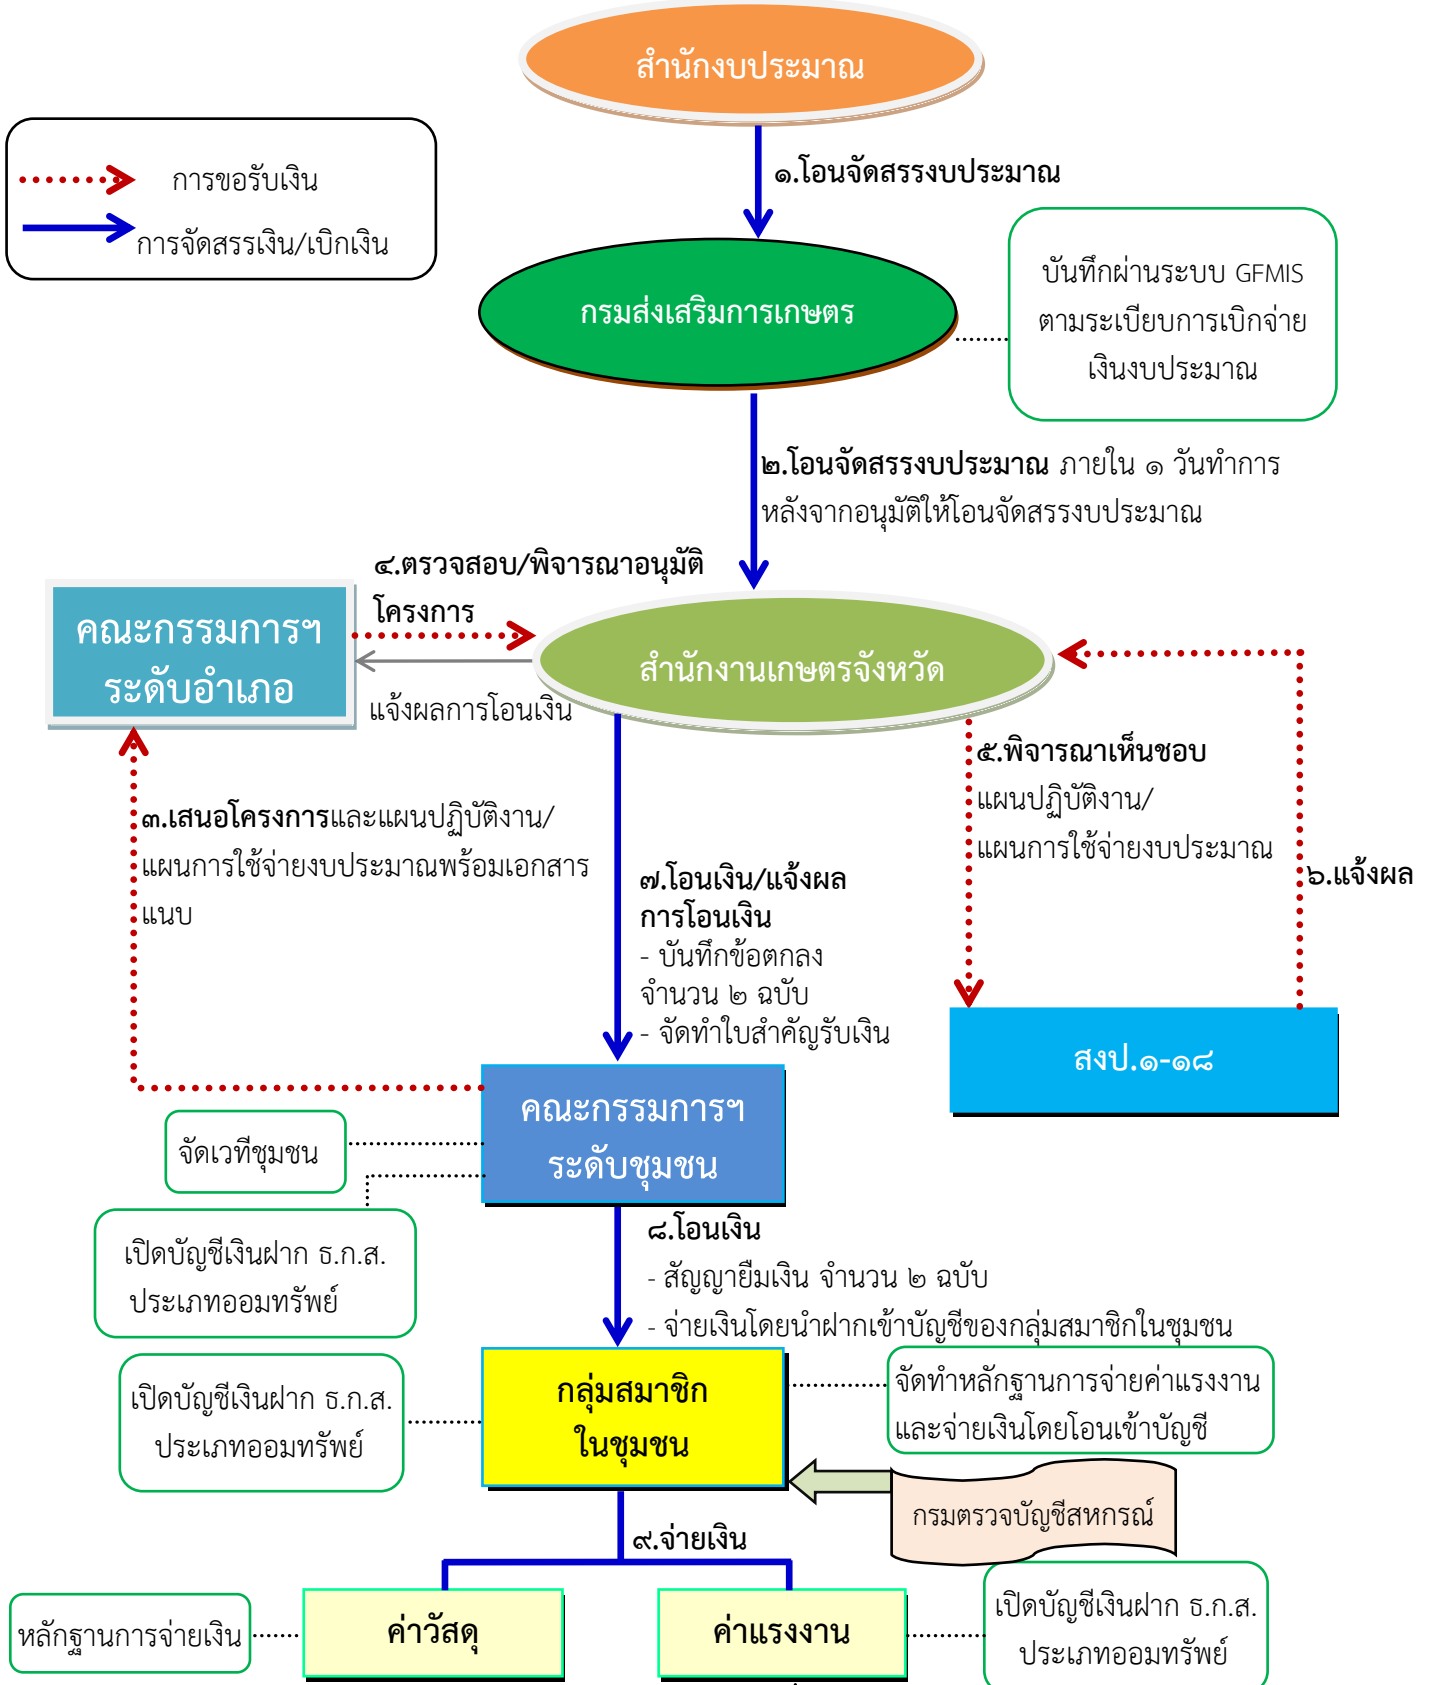 สำนักงบประมาณ
การขอรับเงิน
การจัดสรรเงิน/เบิกเงิน
๑.โอนจัดสรรงบประมาณ
กรมส่งเสริมการเกษตร
บันทึกผ่านระบบ GFMIS
ตามระเบียบการเบิกจ่าย
เงินงบประมาณ
๒.โอนจัดสรรงบประมาณ ภายใน ๑ วันทำการ
หลังจากอนุมัติให้โอนจัดสรรงบประมาณ
๔.ตรวจสอบ/พิจารณาอนุมัติ
โครงการ
คณะกรรมการฯ
ระดับอำเภอ
สำนักงานเกษตรจังหวัด
แจ้งผลการโอนเงิน
๕.พิจารณาเห็นชอบ
แผนปฏิบัติงาน/
แผนการใช้จ่ายงบประมาณ
๓.เสนอโครงการและแผนปฏิบัติงาน/
แผนการใช้จ่ายงบประมาณพร้อมเอกสาร
แนบ
๖.แจ้งผล
๗.โอนเงิน/แจ้งผล
การโอนเงิน
- บันทึกข้อตกลง
จำนวน ๒ ฉบับ
- จัดทำใบสำคัญรับเงิน
สงป.๑-๑๘
คณะกรรมการฯ
ระดับชุมชน
จัดเวทีชุมชน
เปิดบัญชีเงินฝาก ธ.ก.ส.
ประเภทออมทรัพย์
๘.โอนเงิน
- สัญญายืมเงิน จำนวน ๒ ฉบับ
- จ่ายเงินโดยนำฝากเข้าบัญชีของกลุ่มสมาชิกในชุมชน
เปิดบัญชีเงินฝาก ธ.ก.ส.
ประเภทออมทรัพย์
กลุ่มสมาชิก
ในชุมชน
จัดทำหลักฐานการจ่ายค่าแรงงาน
และจ่ายเงินโดยโอนเข้าบัญชี
กรมตรวจบัญชีสหกรณ์
๙.จ่ายเงิน
หลักฐานการจ่ายเงิน
ค่าวัสดุ
ค่าแรงงาน
เปิดบัญชีเงินฝาก ธ.ก.ส.
ประเภทออมทรัพย์